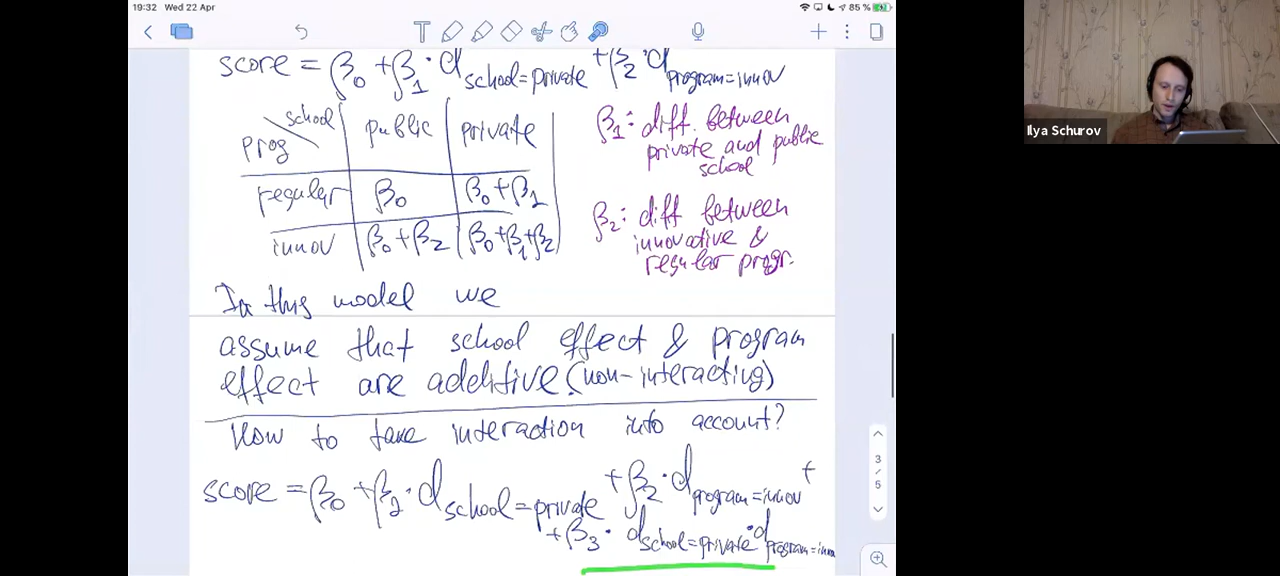 19:32 Wed 22 Apr
85 %
score = β₀ + β₁ · d school=private + β₂ · d program=innov
school
prog
public
private
regular
β₀
β₀+β₁
innov
β₀+β₂
β₀+β₁+β₂
β₁: diff. between
private and public
school
β₂: diff between
innovative &
regular progr.
In this model we
assume that school effect & program
effect are additive. (non-interacting)
How to take interaction into account?
score = β₀ + β₂ · d school=private + β₂ · d program=innov +
+ β₃ · d school=private · d program=innov
3
/
5
Ilya Schurov